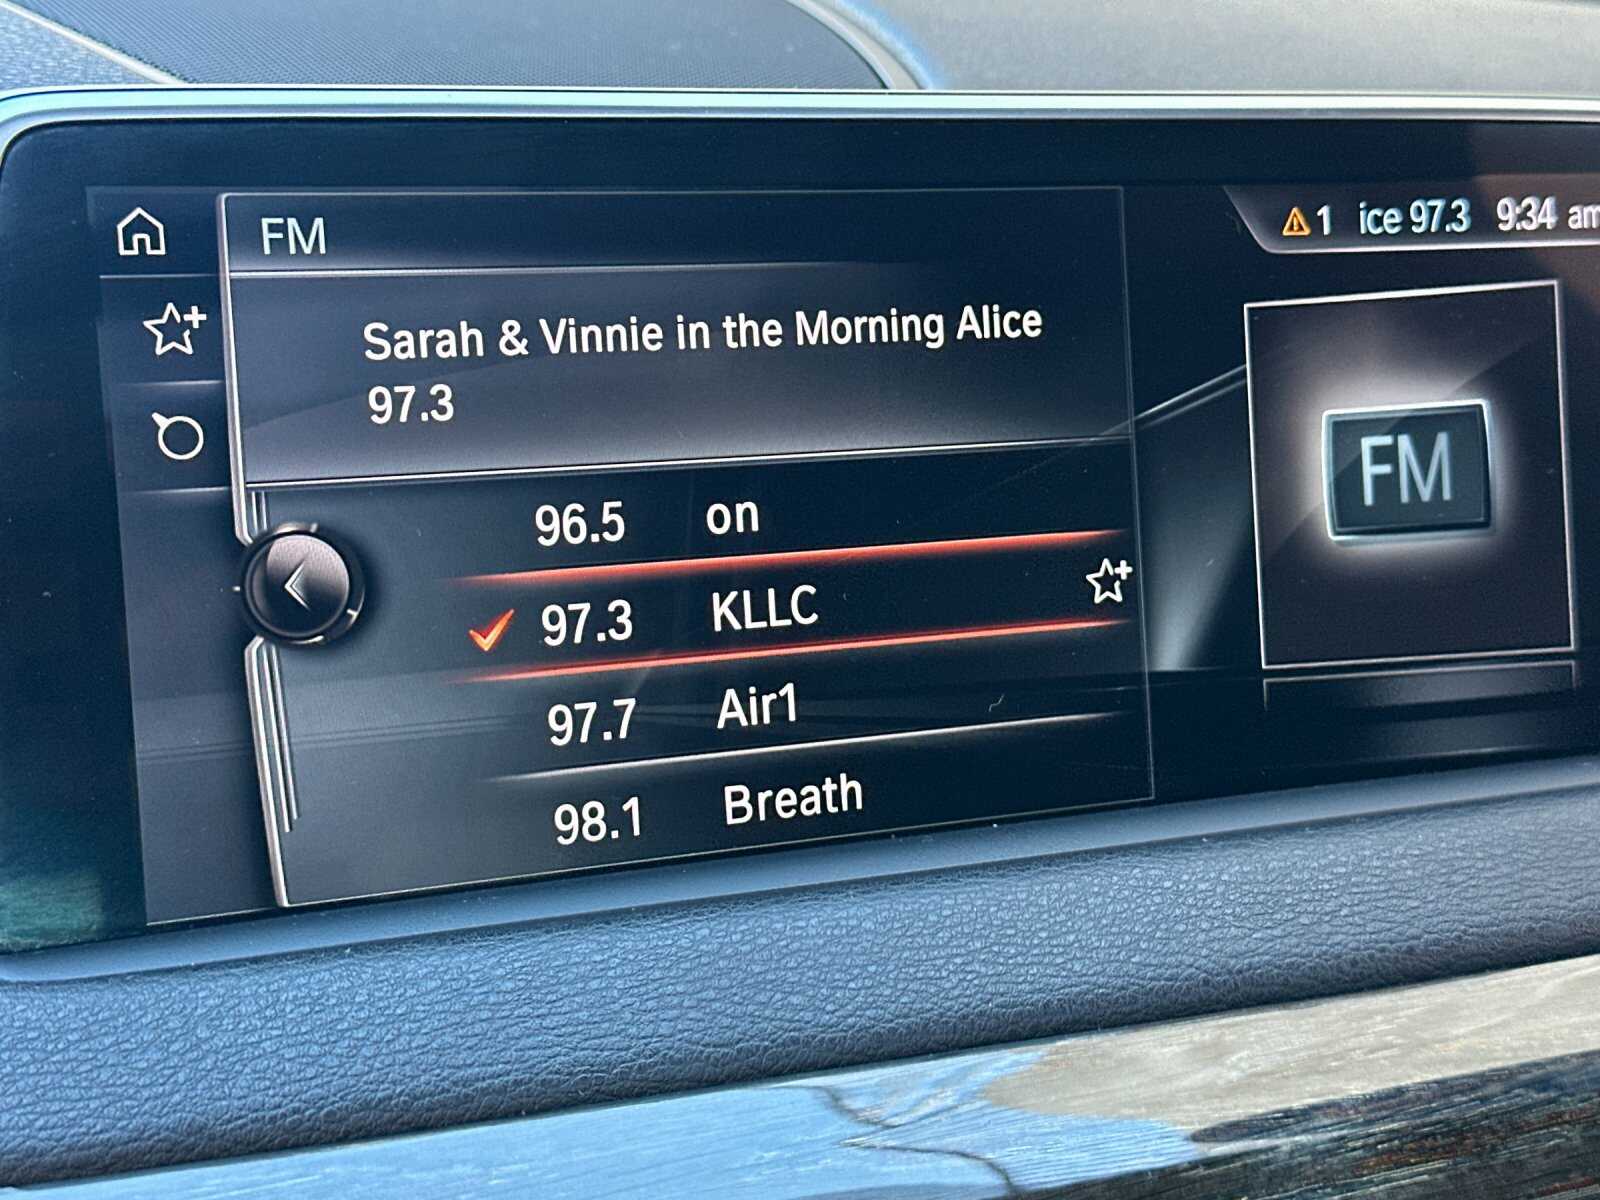 FM
⚠1 ice 97.3 9:34 am
Sarah & Vinnie in the Morning Alice
97.3
FM
96.5 on
97.3 KLLC
97.7 Air1
98.1 Breath